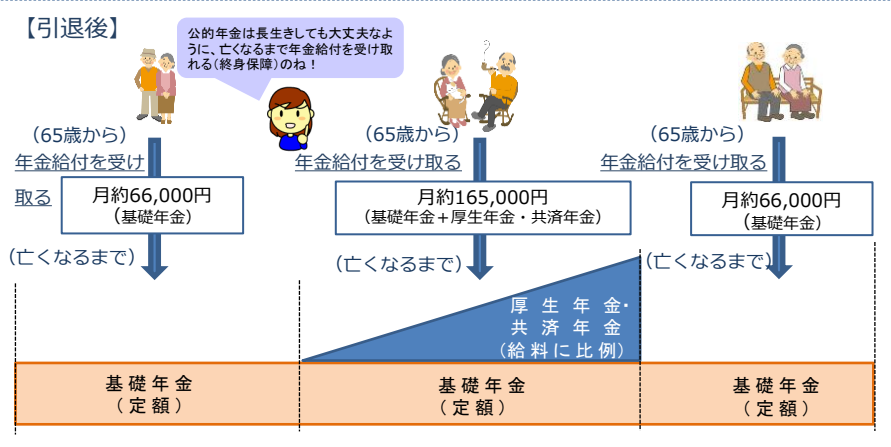 【引退後】
公的年金は長生きしても大丈夫なよ
うに、亡くなるまで年金給付を受け取
れる(終身保障)のね！
（65歳から）
年金給付を受け
取る
月約66,000円
（基礎年金）
（亡くなるまで）
（65歳から）
年金給付を受け取る
月約165,000円
（基礎年金＋厚生年金・共済年金）
（亡くなるまで）
（65歳から）
年金給付を受け取る
月約66,000円
（基礎年金）
（亡くなるまで）
厚生年金・
共済年金
（給料に比例）
基礎年金
（定額）
基礎年金
（定額）
基礎年金
（定額）